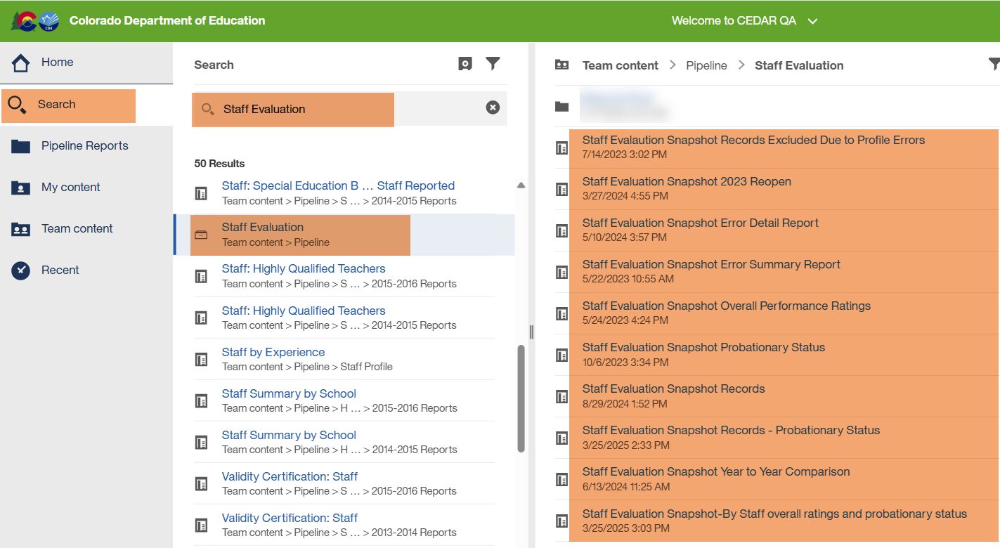 Colorado Department of Education
Welcome to CEDAR QA
Home
Search
Pipeline Reports
My content
Team content
Recent
Search
Staff Evaluation
50 Results
Staff: Special Education B ... Staff Reported
Team content > Pipeline > S ... > 2014-2015 Reports
Staff Evaluation
Team content > Pipeline
Staff: Highly Qualified Teachers
Team content > Pipeline > S ... > 2015-2016 Reports
Staff: Highly Qualified Teachers
Team content > Pipeline > S ... > 2014-2015 Reports
Staff by Experience
Team content > Pipeline > Staff Profile
Staff Summary by School
Team content > Pipeline > H ... > 2015-2016 Reports
Staff Summary by School
Team content > Pipeline > H ... > 2014-2015 Reports
Validity Certification: Staff
Team content > Pipeline > S ... > 2015-2016 Reports
Validity Certification: Staff
Team content > Pipeline > S ... > 2013-2014 Reports
Team content > Pipeline > Staff Evaluation
Staff Evalaution Snapshot Records Excluded Due to Profile Errors
7/14/2023 3:02 PM
Staff Evaluation Snapshot 2023 Reopen
3/27/2024 4:55 PM
Staff Evaluation Snapshot Error Detail Report
5/10/2023 3:57 PM
Staff Evaluation Snapshot Error Summary Report
5/22/2023 10:55 AM
Staff Evaluation Snapshot Overall Performance Ratings
5/24/2023 4:24 PM
Staff Evaluation Snapshot Probationary Status
10/6/2023 3:34 PM
Staff Evaluation Snapshot Records
8/29/2024 1:52 PM
Staff Evaluation Snapshot Records - Probationary Status
3/25/2025 2:33 PM
Staff Evaluation Snapshot Year to Year Comparison
6/13/2024 11:25 AM
Staff Evaluation Snapshot-By Staff overall ratings and probationary status
3/25/2025 3:03 PM